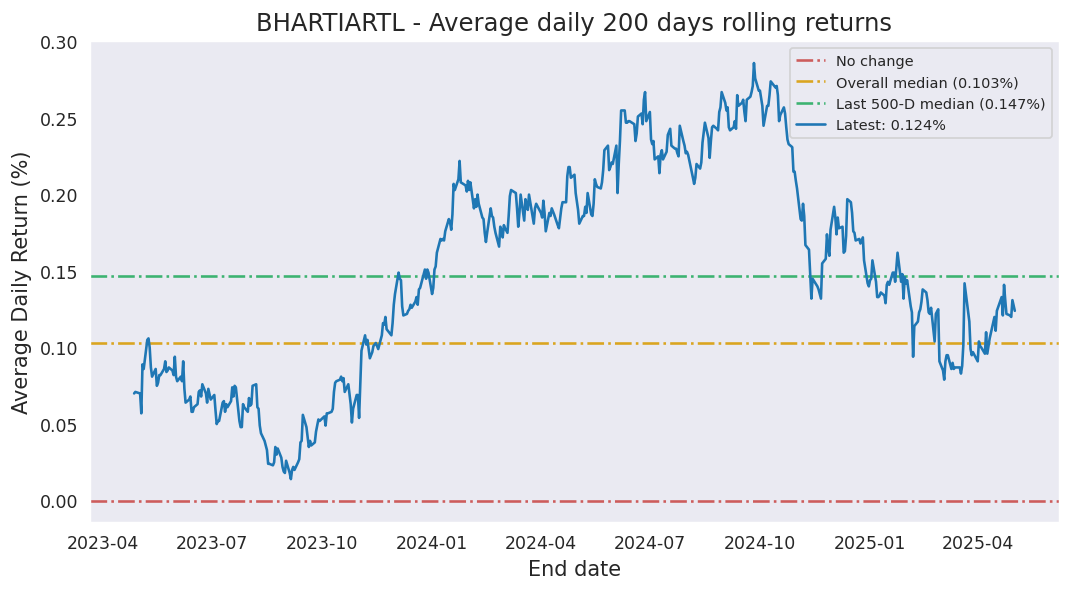 BHARTIARTL - Average daily 200 days rolling returns
0.30
0.25
0.20
0.15
0.10
0.05
0.00
Average Daily Return (%)
No change
Overall median (0.103%)
Last 500-D median (0.147%)
Latest: 0.124%
2023-04 2023-07 2023-10 2024-01 2024-04 2024-07 2024-10 2025-01 2025-04
End date